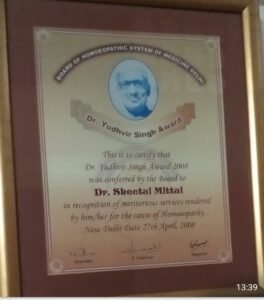 BOARD OF HOMOEOPATHIC SYSTEM OF MEDICINE DELHI
Dr. Yudhvir Singh Award
This is to certify that
Dr. Yudhvir Singh Award 2008
was conferred by the Board to
Dr. Sheetal Mittal
in recognition of meritorious services rendered
by him/her for the cause of Homoeopathy.
New Delhi Date 27th April, 2008
Chairman
V. Chairman
13:39